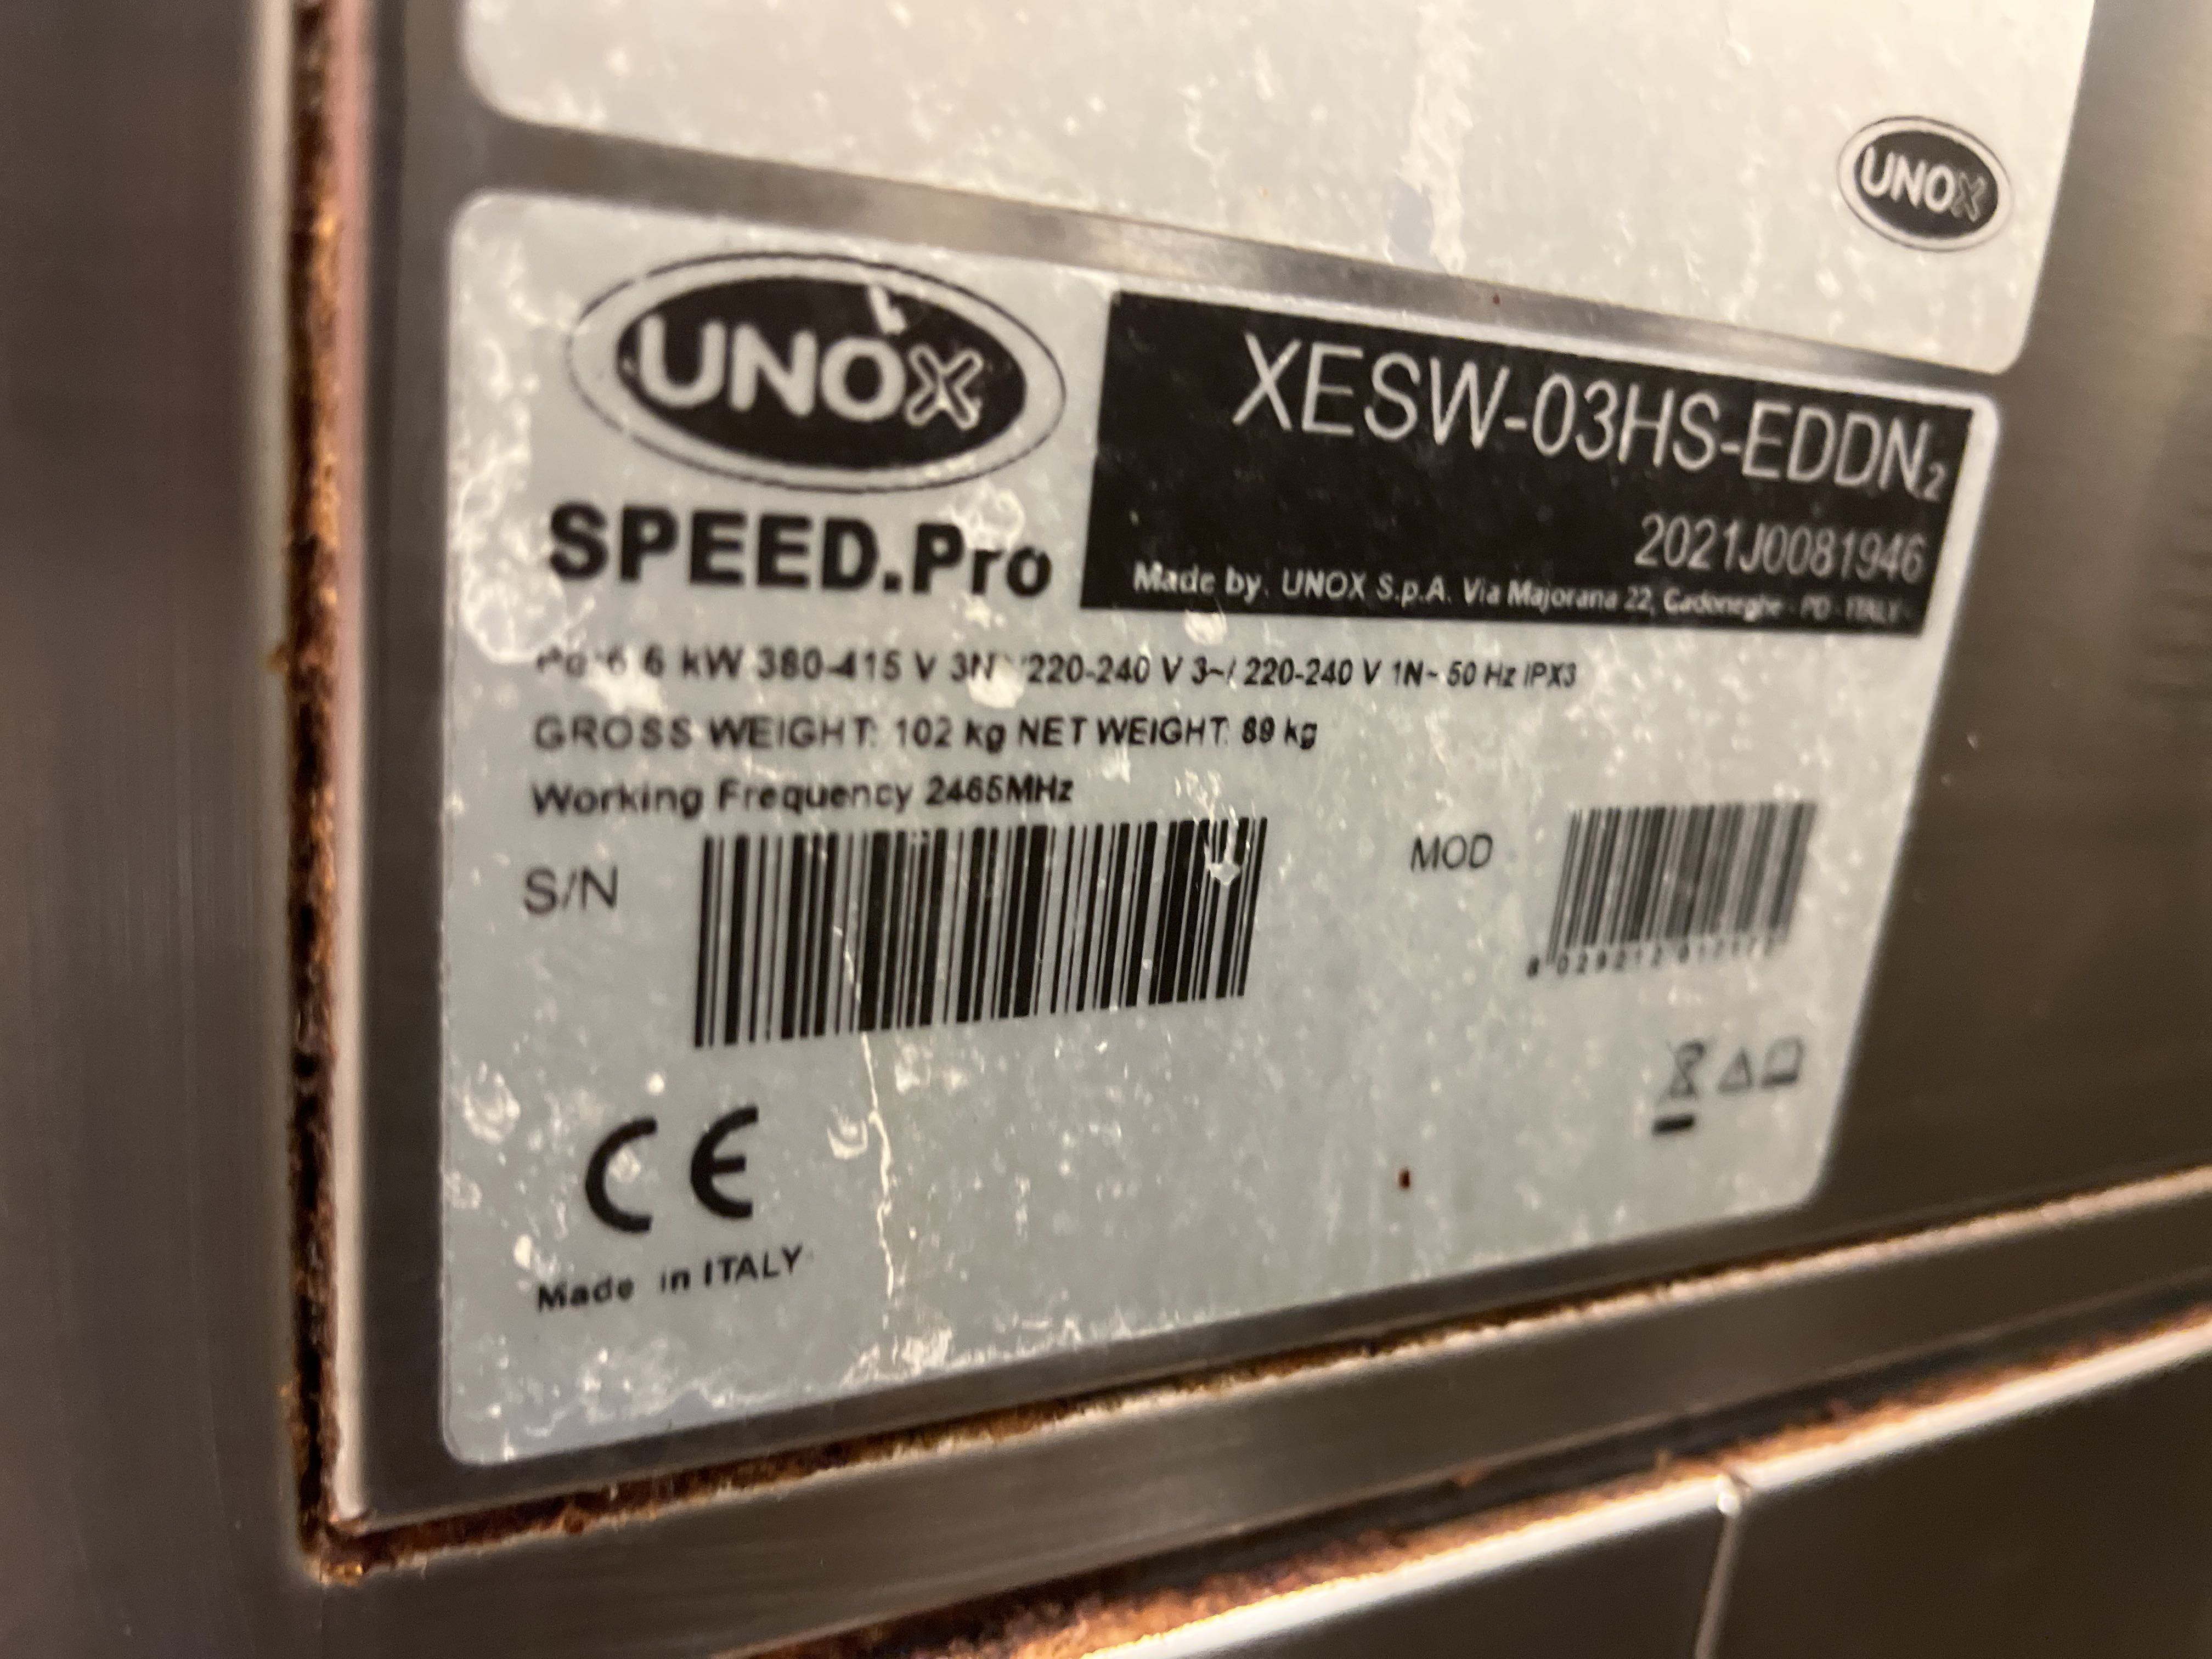 UNOX
UNOX
XESW-03HS-EDDN2
2021J0081946
SPEED.Pro
Made by. UNOX S.p.A. Via Majorana 22, Cadoneghe - PD - ITALY -
6 kW 380-415 V 220-240 V 3~/ 220-240 V 1N~ 50 Hz IPX3
GROSS WEIGHT: 102 kg NET WEIGHT: 89 kg
Working Frequency 2465MHz
S/N
MOD
CE
Made in ITALY